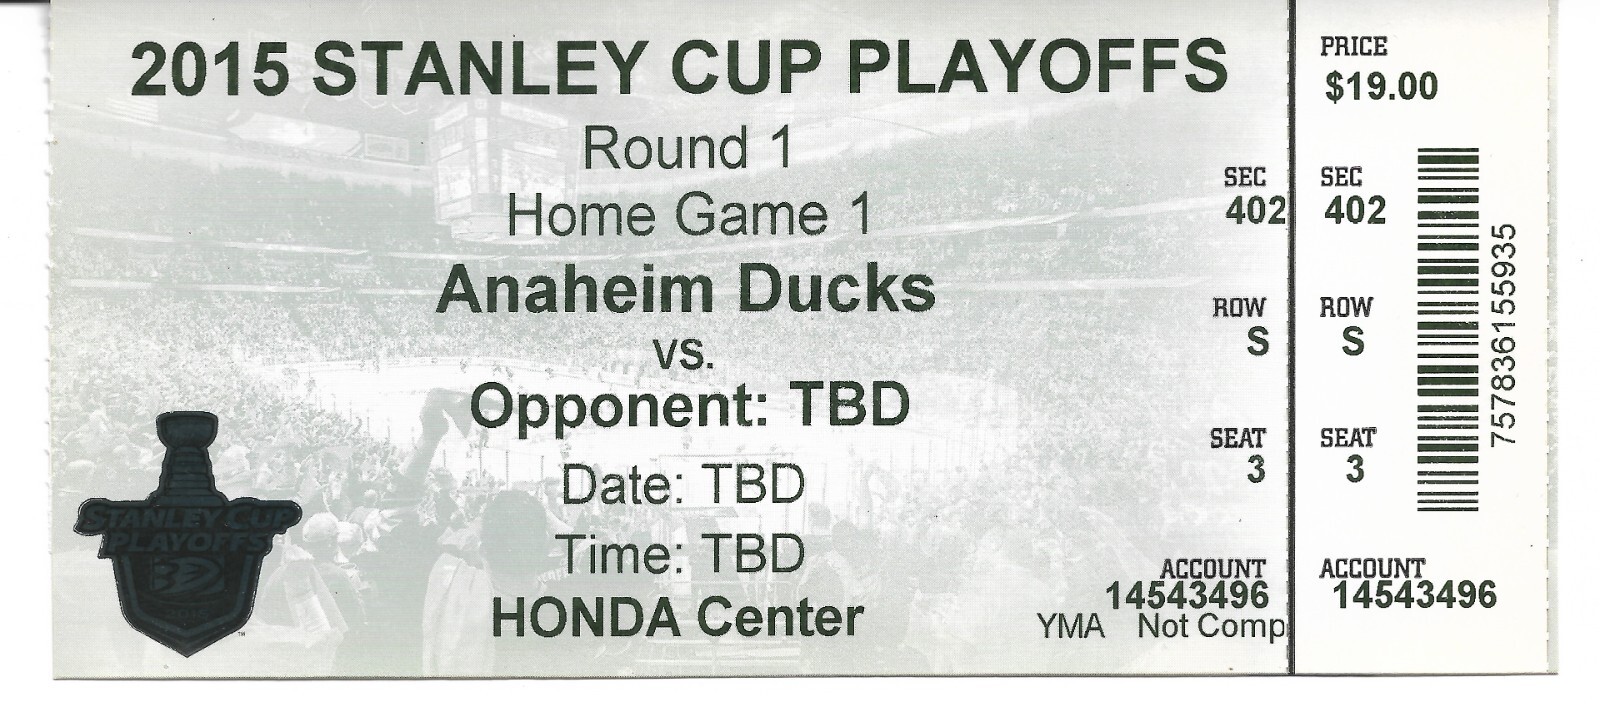 2015 STANLEY CUP PLAYOFFS
Round 1
Home Game 1
Anaheim Ducks
vs.
Opponent: TBD
Date: TBD
Time: TBD
HONDA Center
STANLEY CUP
PLAYOFFS
TM
SEC
402
ROW
S
SEAT
3
ACCOUNT
14543496
YMA Not Comp
PRICE
$19.00
SEC
402
ROW
S
SEAT
3
ACCOUNT
14543496
757836155935